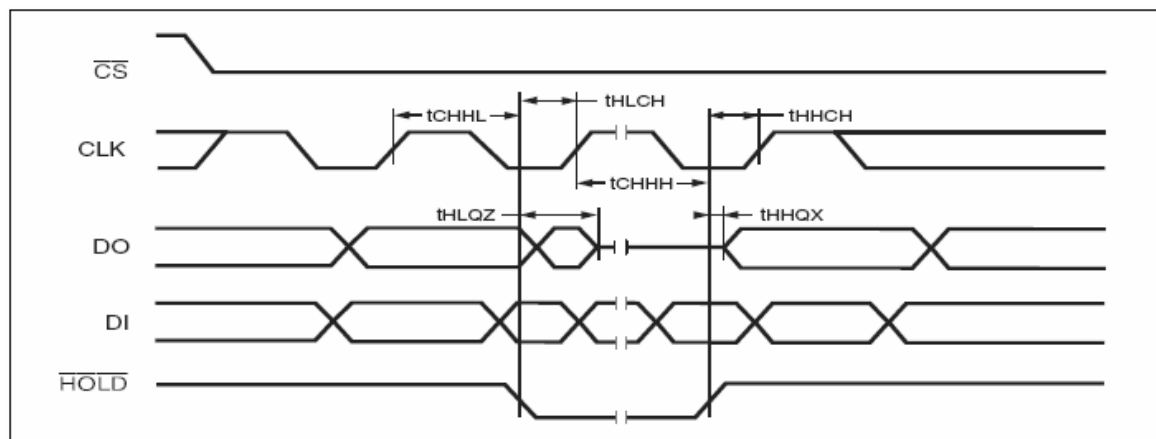 CS
tHLCH
tCHHL
tHHCH
CLK
tCHHH
tHLQZ
tHHQX
DO
DI
HOLD